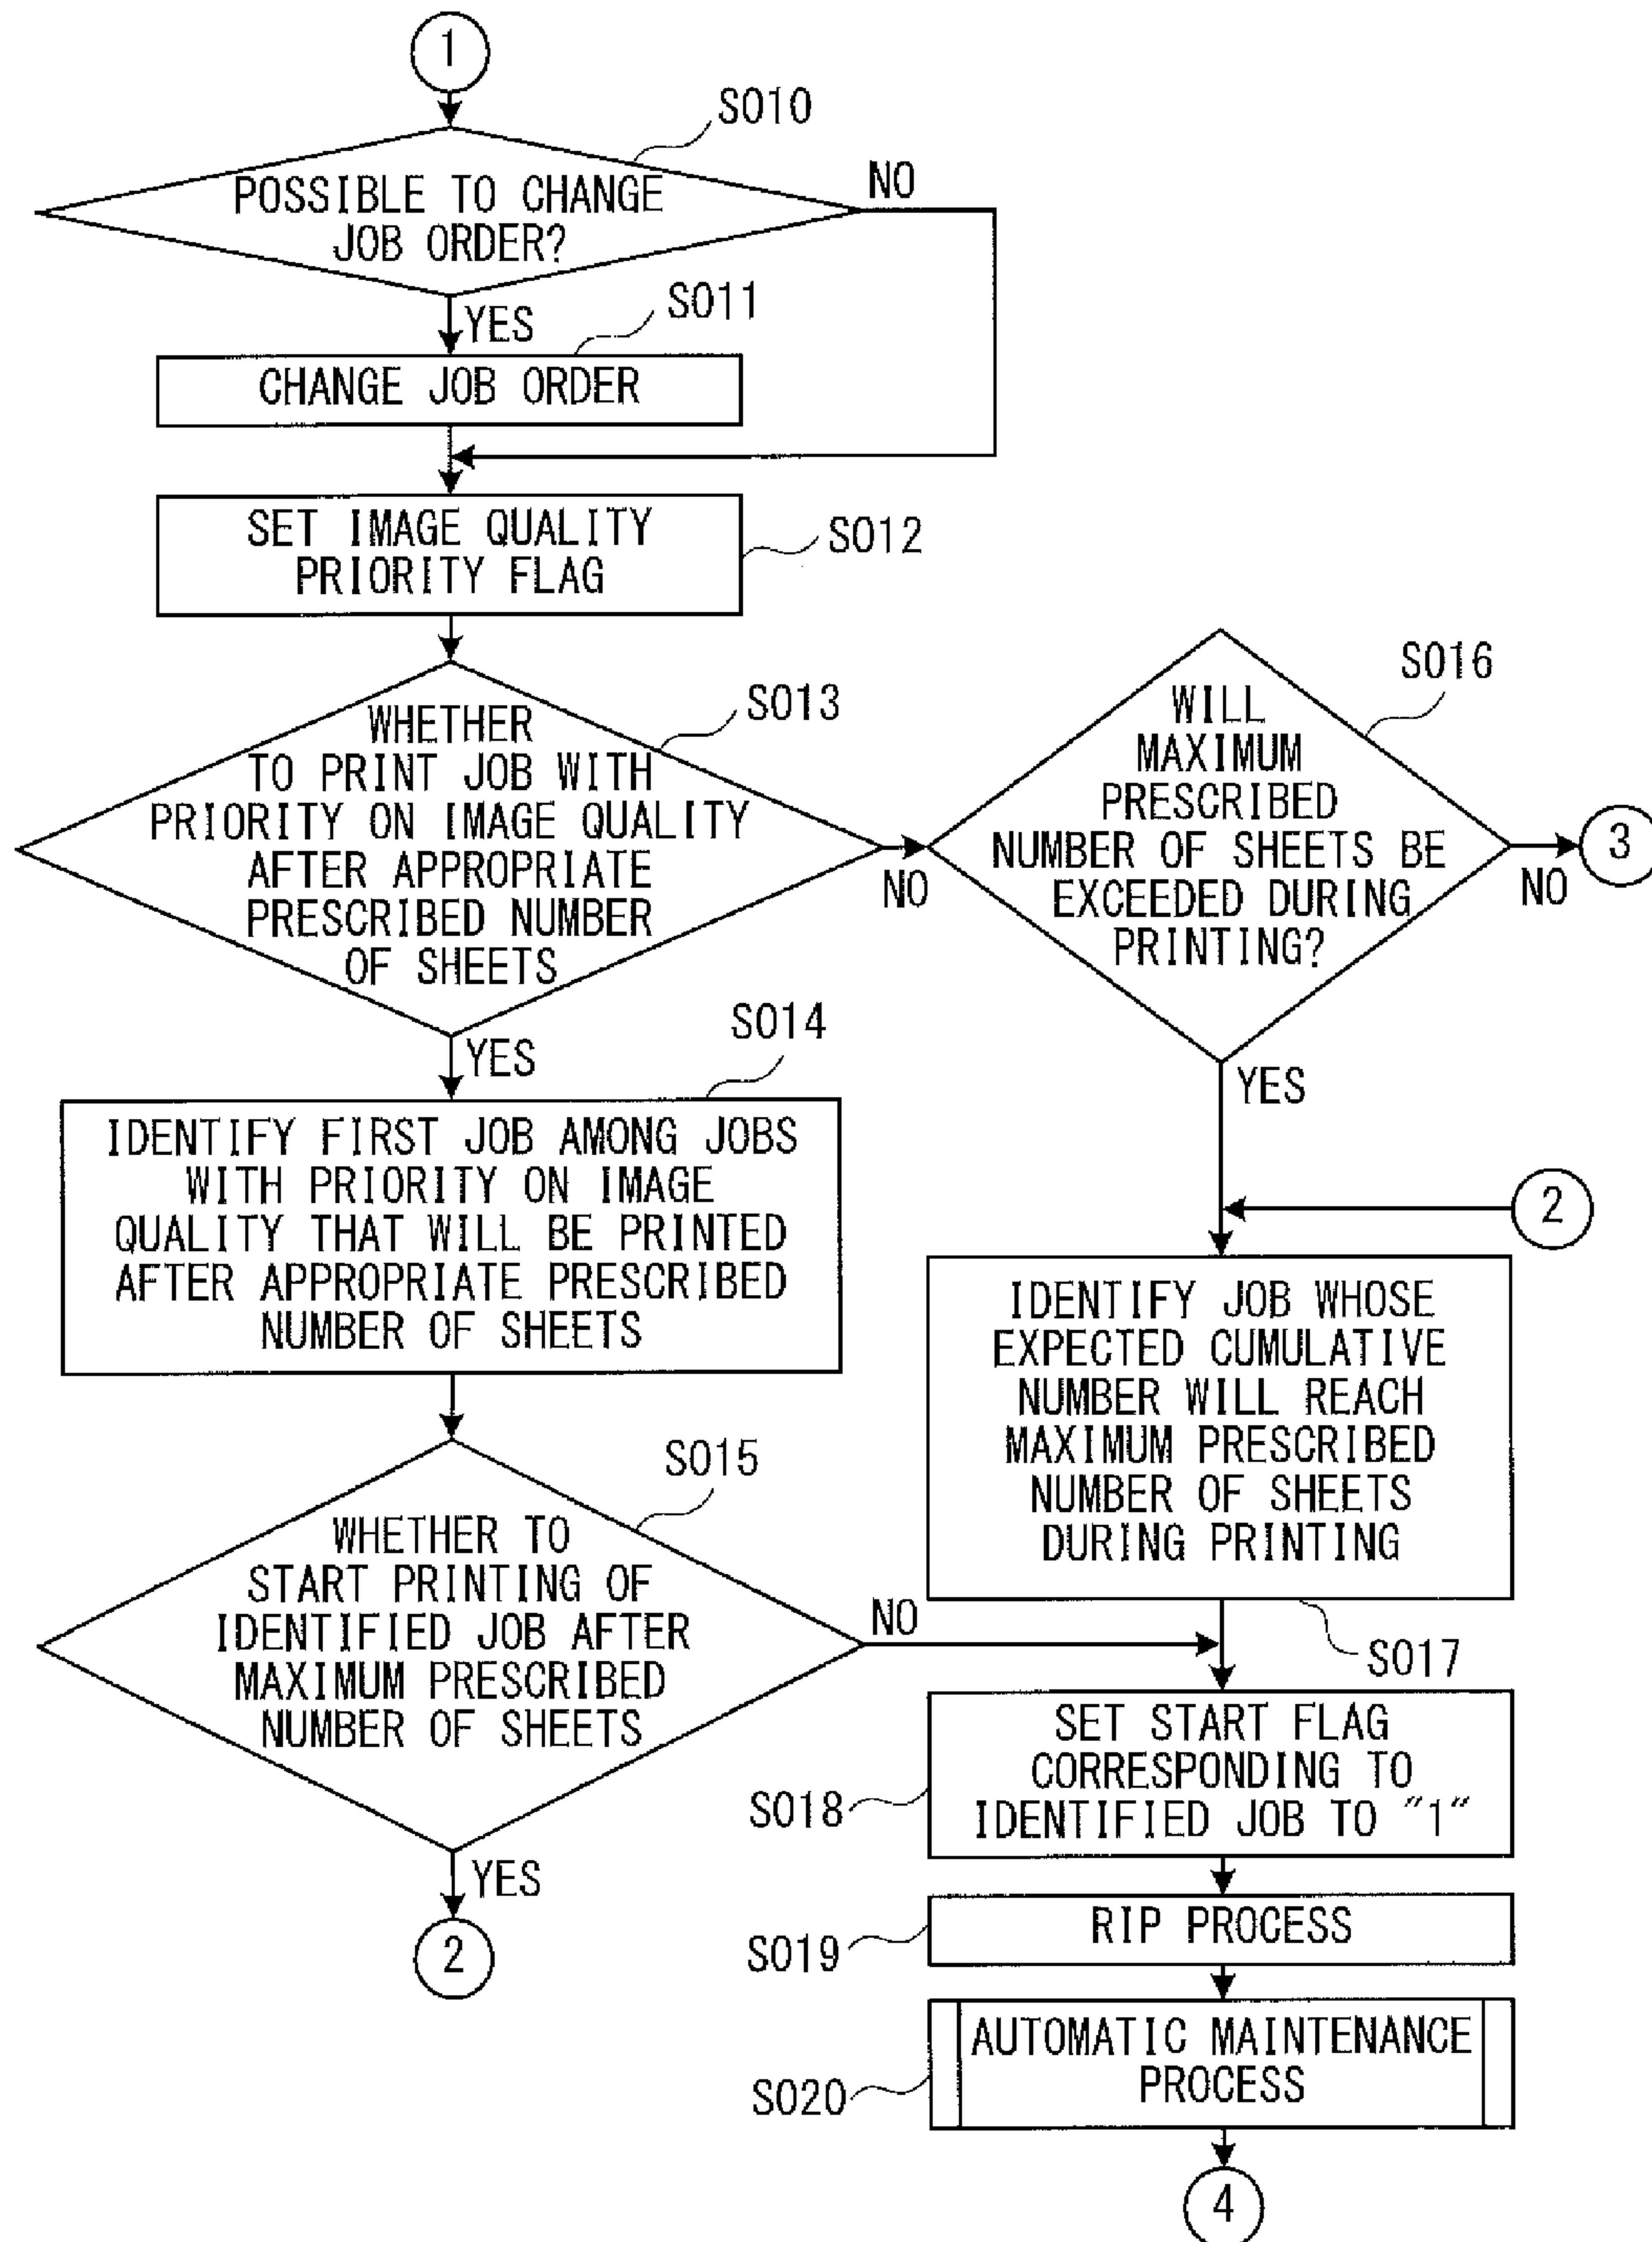 1
S010
POSSIBLE TO CHANGE
JOB ORDER?
NO
YES
S011
CHANGE JOB ORDER
SET IMAGE QUALITY
PRIORITY FLAG
S012
S013
WHETHER
TO PRINT JOB WITH
PRIORITY ON IMAGE QUALITY
AFTER APPROPRIATE
PRESCRIBED NUMBER
OF SHEETS
NO
YES
S014
IDENTIFY FIRST JOB AMONG JOBS
WITH PRIORITY ON IMAGE
QUALITY THAT WILL BE PRINTED
AFTER APPROPRIATE PRESCRIBED
NUMBER OF SHEETS
S015
WHETHER TO
START PRINTING OF
IDENTIFIED JOB AFTER
MAXIMUM PRESCRIBED
NUMBER OF SHEETS
NO
YES
2
S016
WILL
MAXIMUM
PRESCRIBED
NUMBER OF SHEETS BE
EXCEEDED DURING
PRINTING?
NO
3
YES
2
IDENTIFY JOB WHOSE
EXPECTED CUMULATIVE
NUMBER WILL REACH
MAXIMUM PRESCRIBED
NUMBER OF SHEETS
DURING PRINTING
S017
SET START FLAG
CORRESPONDING TO
IDENTIFIED JOB TO "1"
S018
RIP PROCESS
S019
AUTOMATIC MAINTENANCE
PROCESS
S020
4